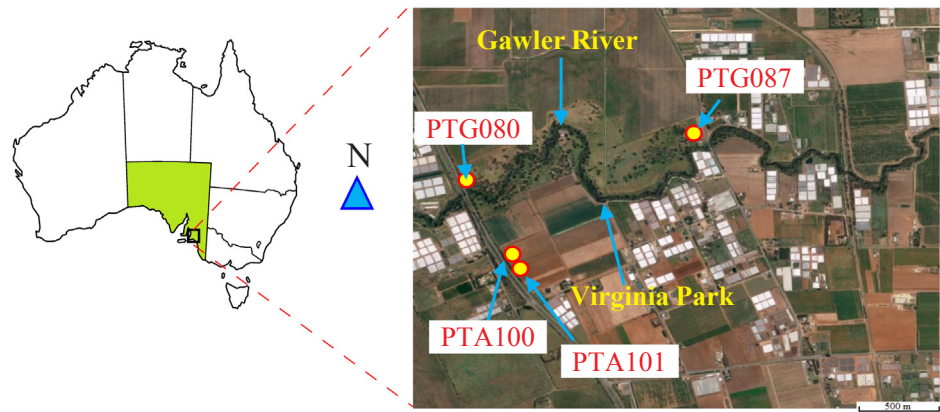 N
Gawler River
PTG087
PTG080
Virginia Park
PTA100
PTA101
500 m